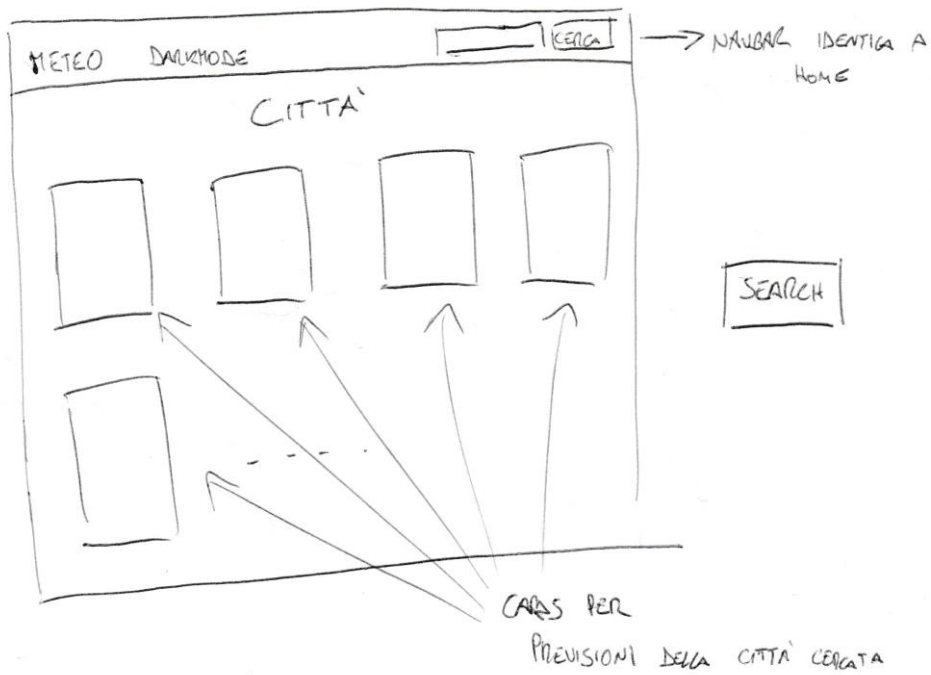 METEO DARKMODE CERCA
NAVBAR IDENTICA A
HOME
CITTÀ
SEARCH
CARDS PER
PREVISIONI DELLA CITTÀ CERCATA